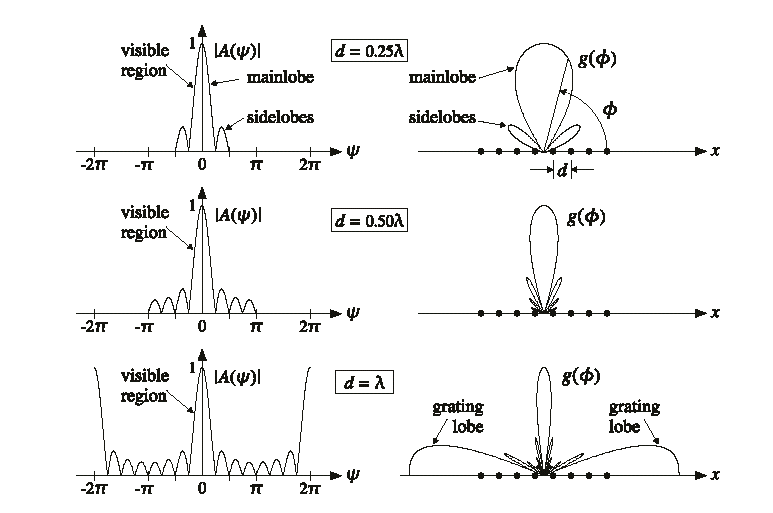 visible
region
1
|A(ψ)|
mainlobe
sidelobes
-2π
-π
0
π
2π
ψ
d = 0.25λ
mainlobe
sidelobes
g(ϕ)
ϕ
x
d
visible
region
1
|A(ψ)|
-2π
-π
0
π
2π
ψ
d = 0.50λ
g(ϕ)
x
visible
region
1
|A(ψ)|
-2π
-π
0
π
2π
ψ
d = λ
g(ϕ)
grating
lobe
grating
lobe
x